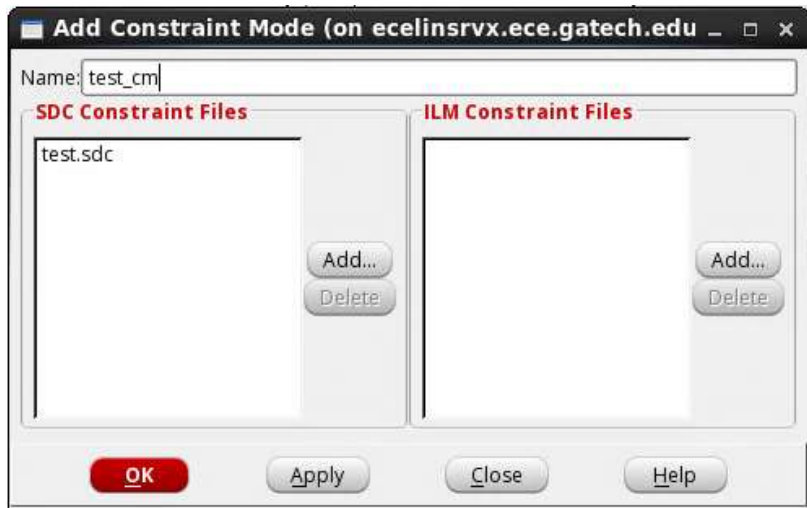 Add Constraint Mode (on ecelinsrvx.ece.gatech.edu
Name: test_cm
SDC Constraint Files
test.sdc
Add...
Delete
ILM Constraint Files
Add...
Delete
OK
Apply
Close
Help